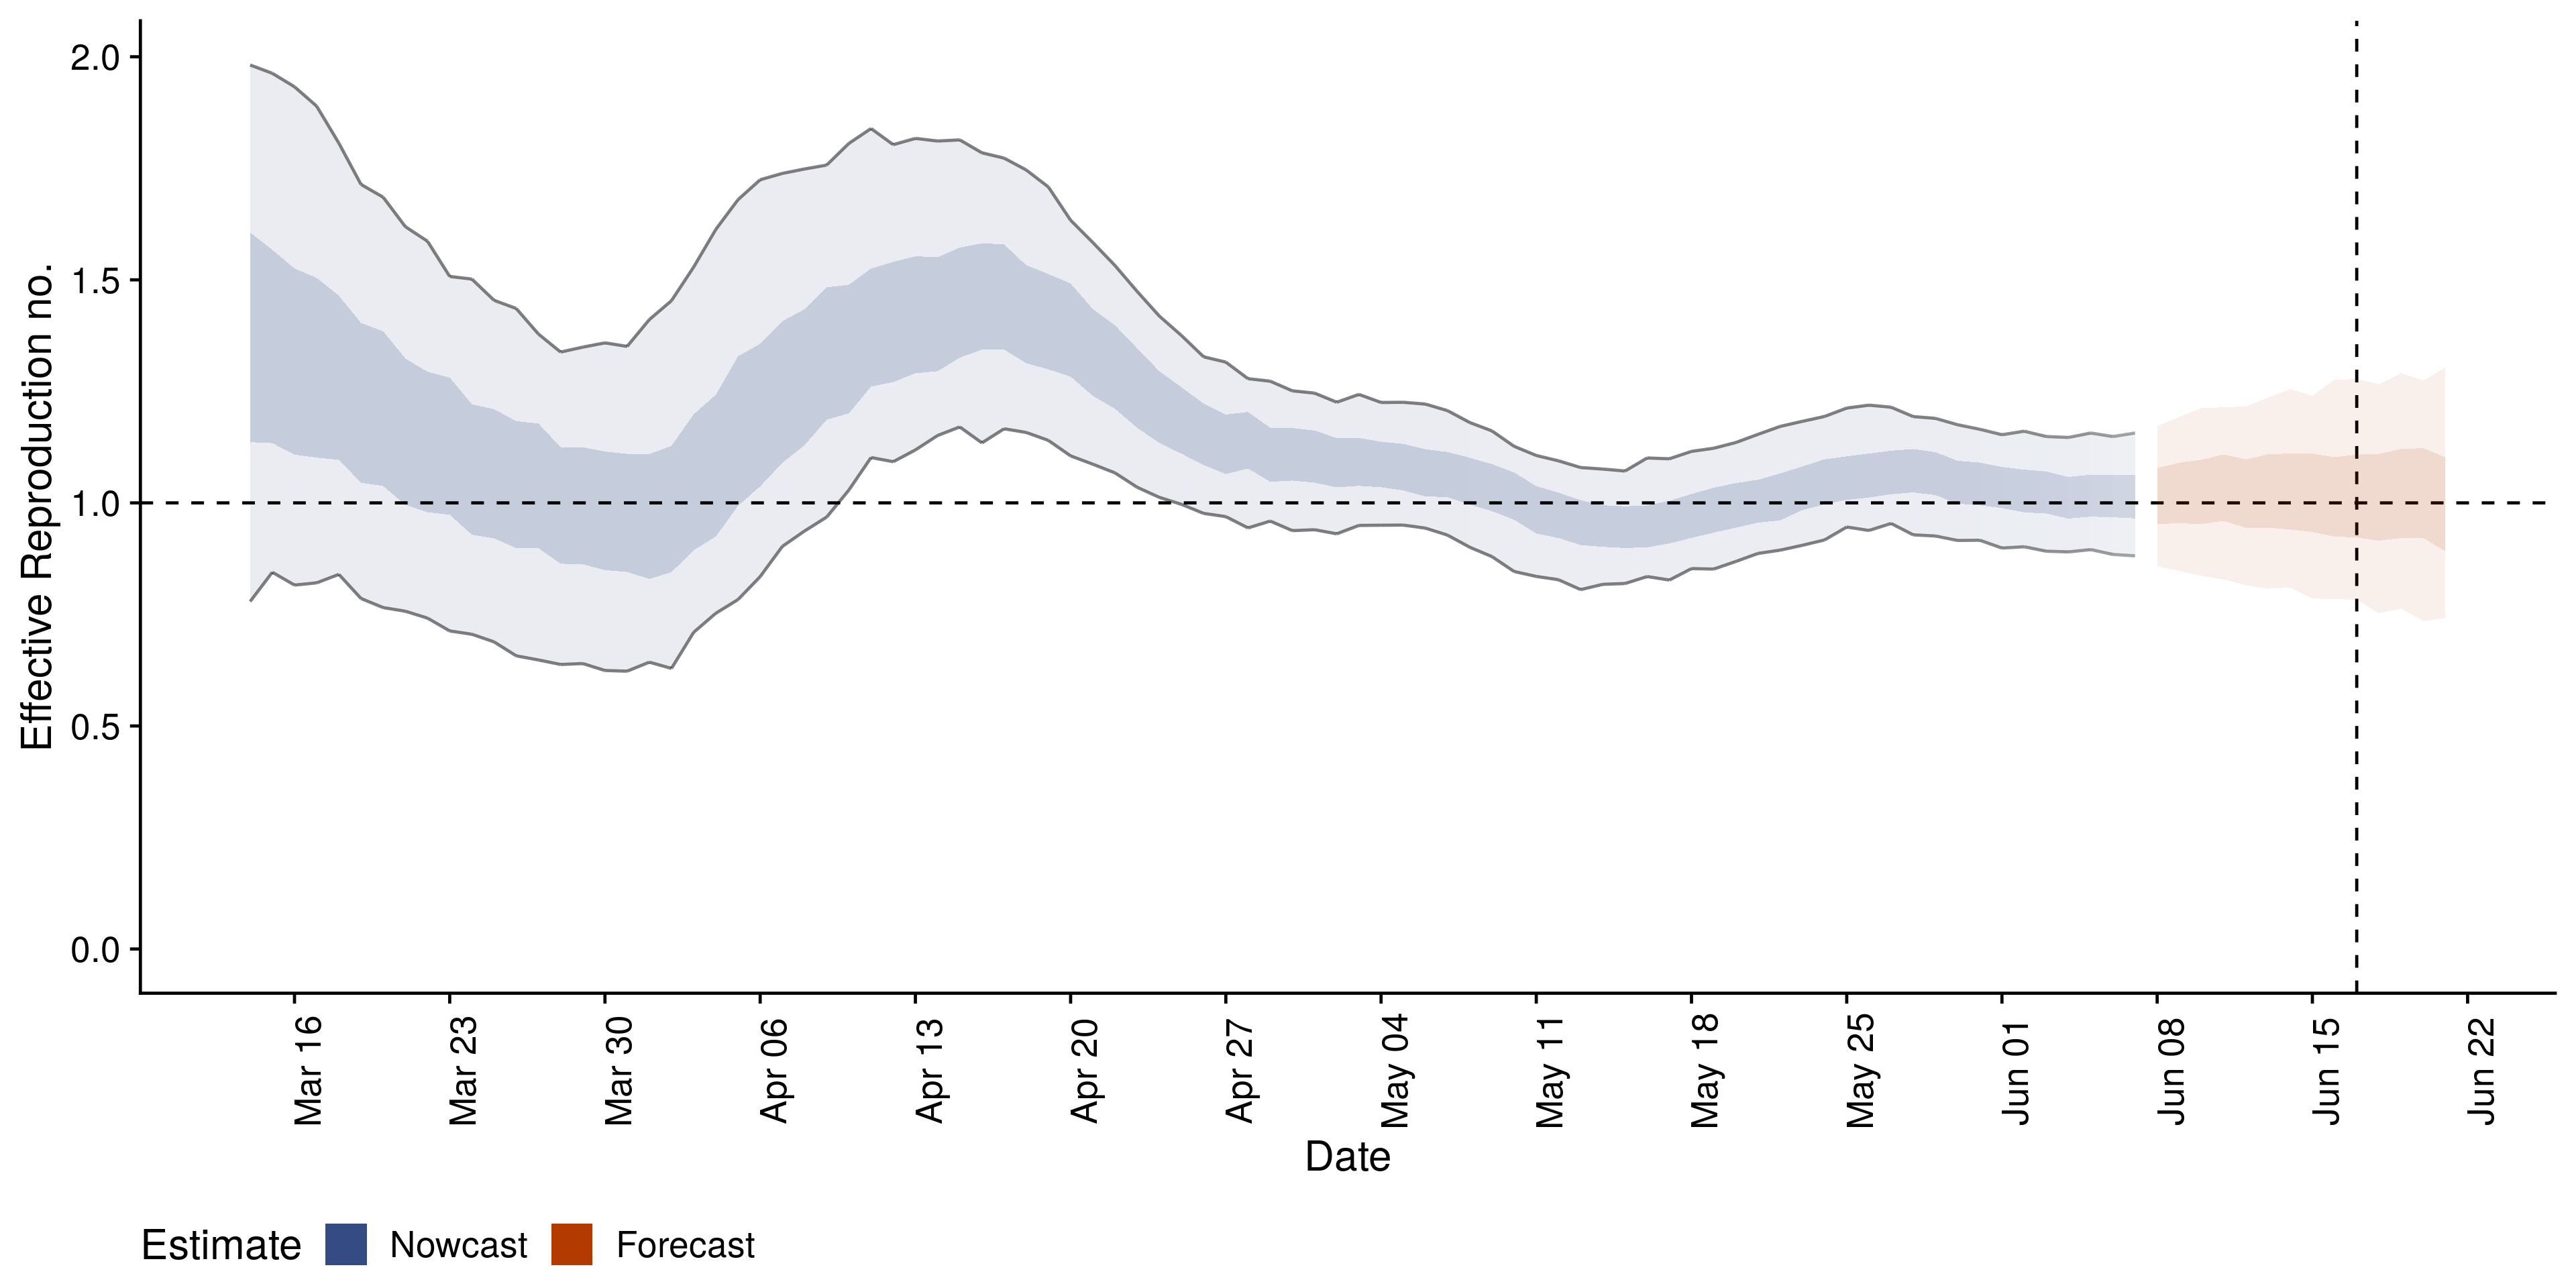 Effective Reproduction no.
2.0
1.5
1.0
0.5
0.0
Mar 16
Mar 23
Mar 30
Apr 06
Apr 13
Apr 20
Apr 27
May 04
May 11
May 18
May 25
Jun 01
Jun 08
Jun 15
Jun 22
Date
Estimate Nowcast Forecast